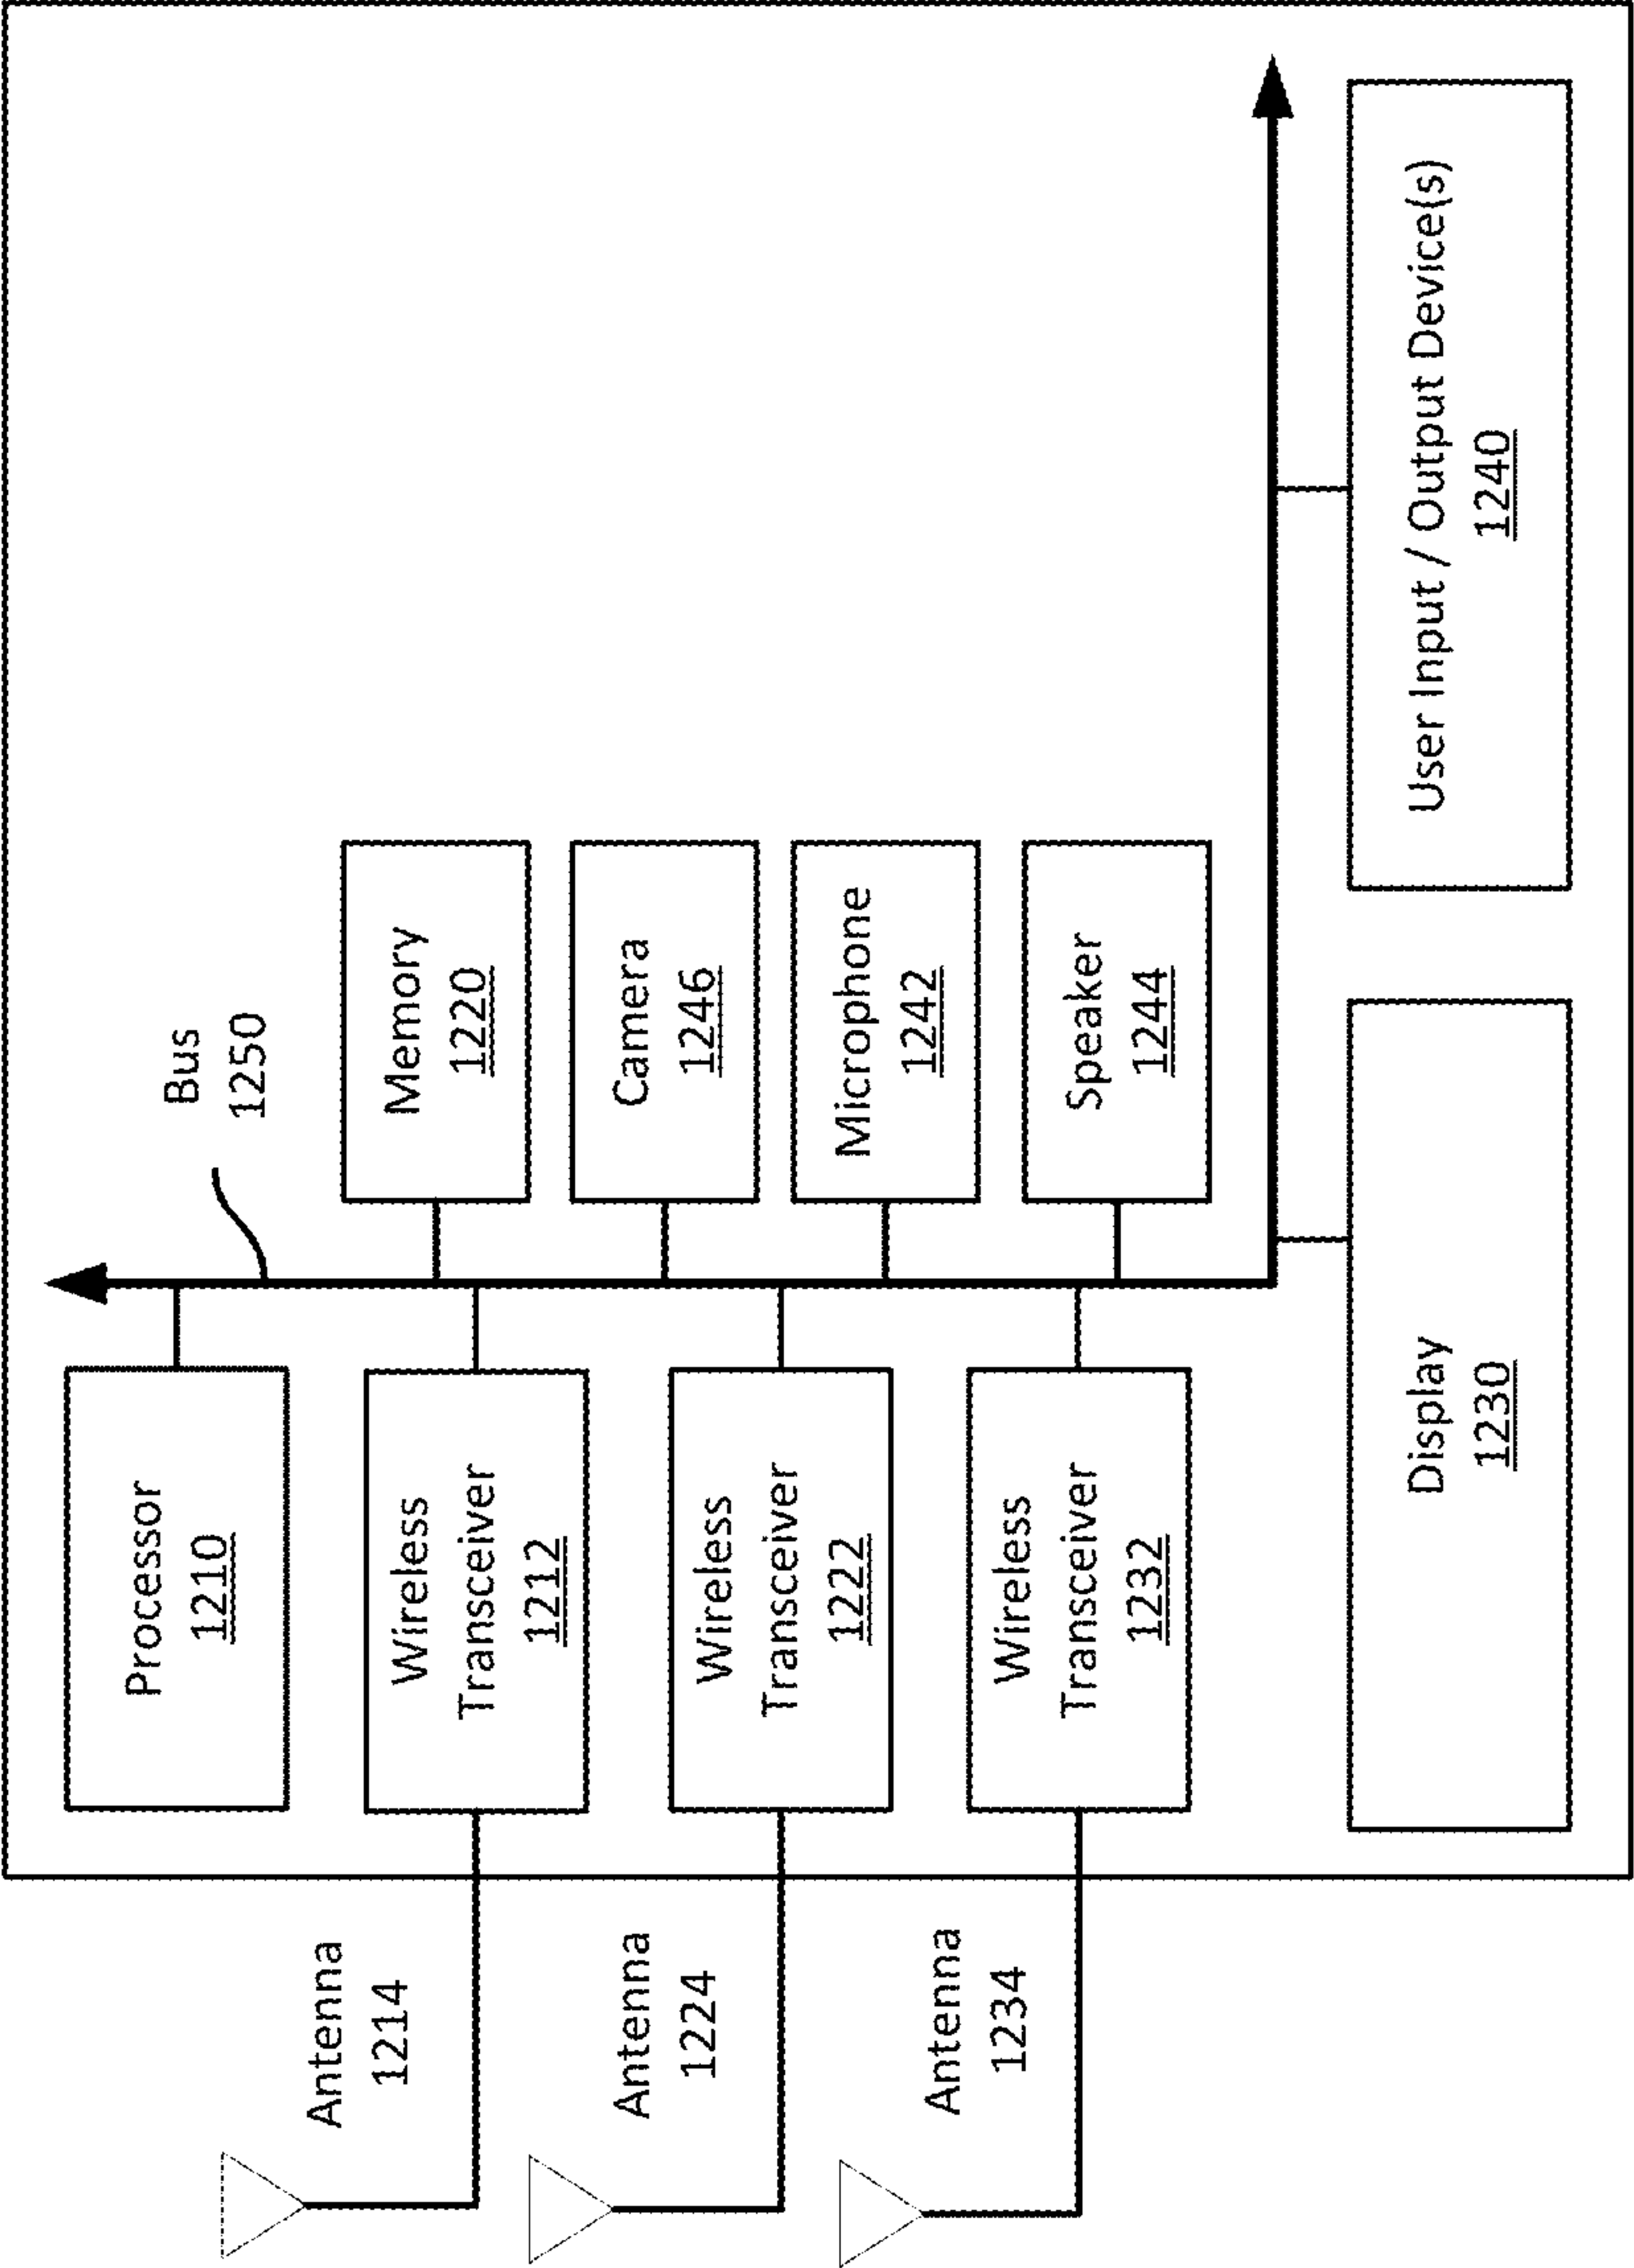 Processor
1210
Bus
1250
Antenna
1214
Wireless
Transceiver
1212
Memory
1220
Antenna
1224
Wireless
Transceiver
1222
Camera
1246
Microphone
1242
Antenna
1234
Wireless
Transceiver
1232
Speaker
1244
Display
1230
User Input / Output Device(s)
1240